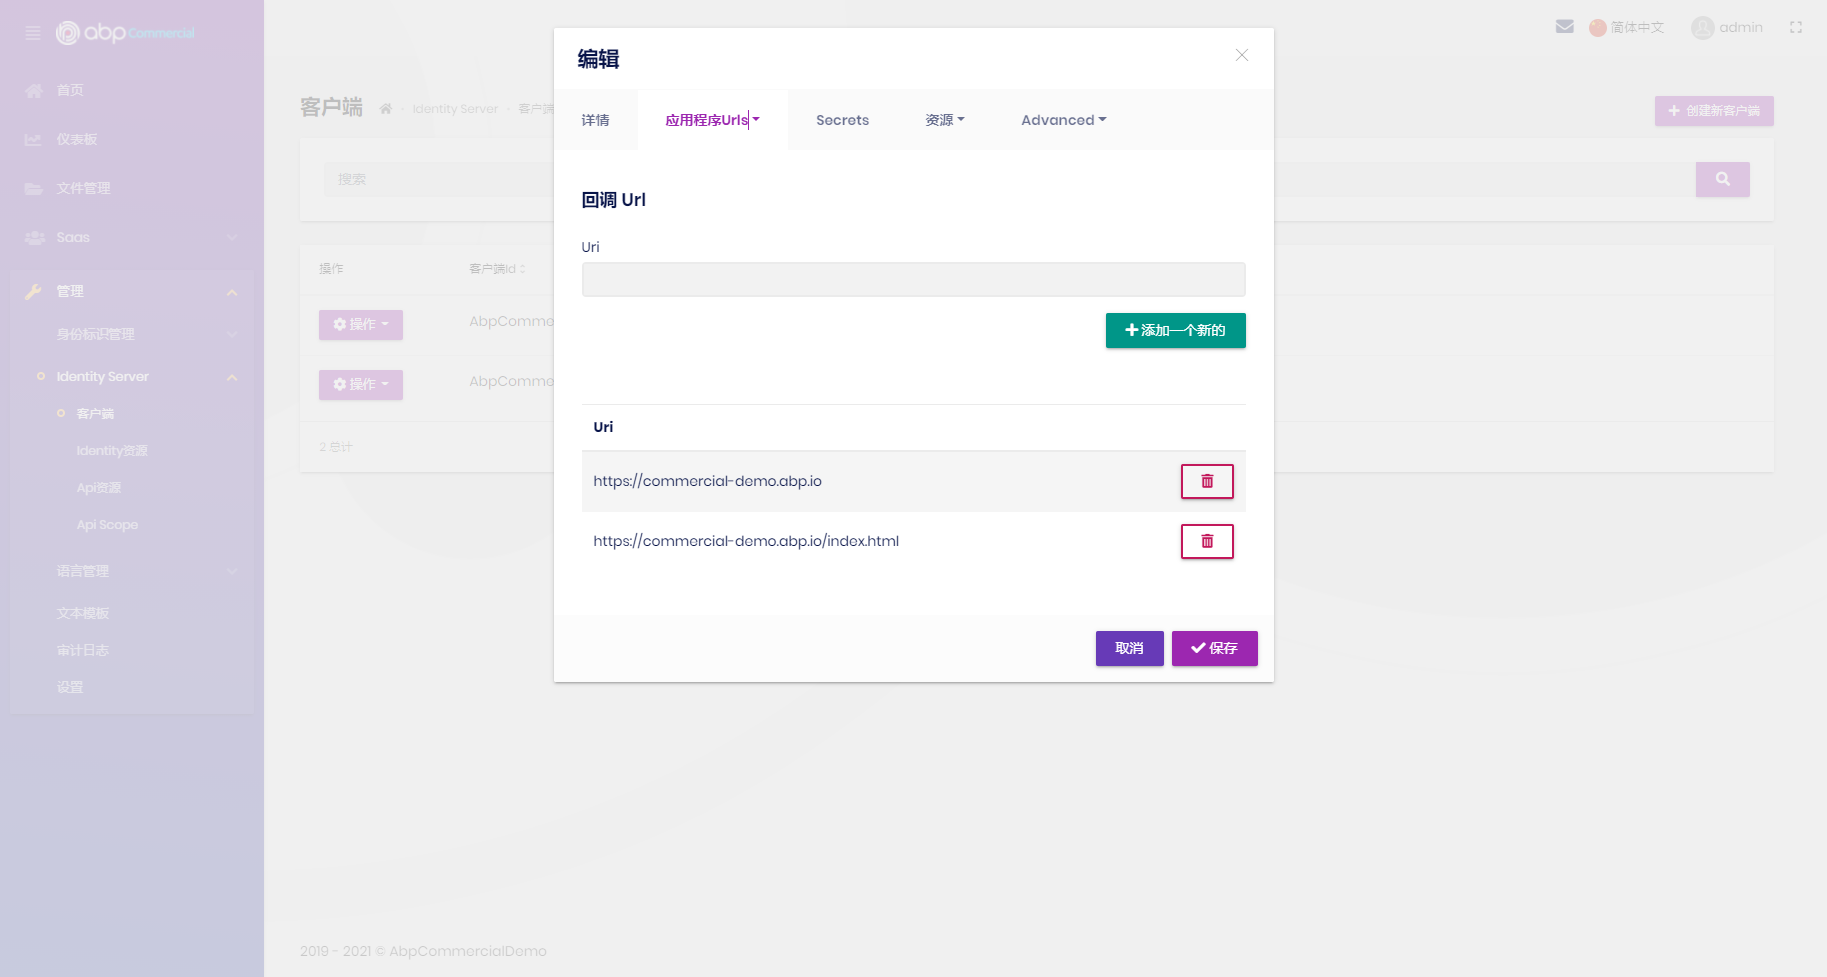 abp Commercial
简体中文
admin
首页
仪表板
文件管理
Saas
管理
身份标识管理
Identity Server
客户端
Identity资源
Api资源
Api Scope
语言管理
文本模板
审计日志
设置
客户端
Identity Server
客户端
创建新客户端
搜索
操作
客户端Id
操作
AbpComme
操作
AbpComme
2 总计
编辑
详情
应用程序Urls
Secrets
资源
Advanced
回调 Url
Uri
添加一个新的
Uri
https://commercial-demo.abp.io
https://commercial-demo.abp.io/index.html
取消
保存
2019 - 2021 © AbpCommercialDemo